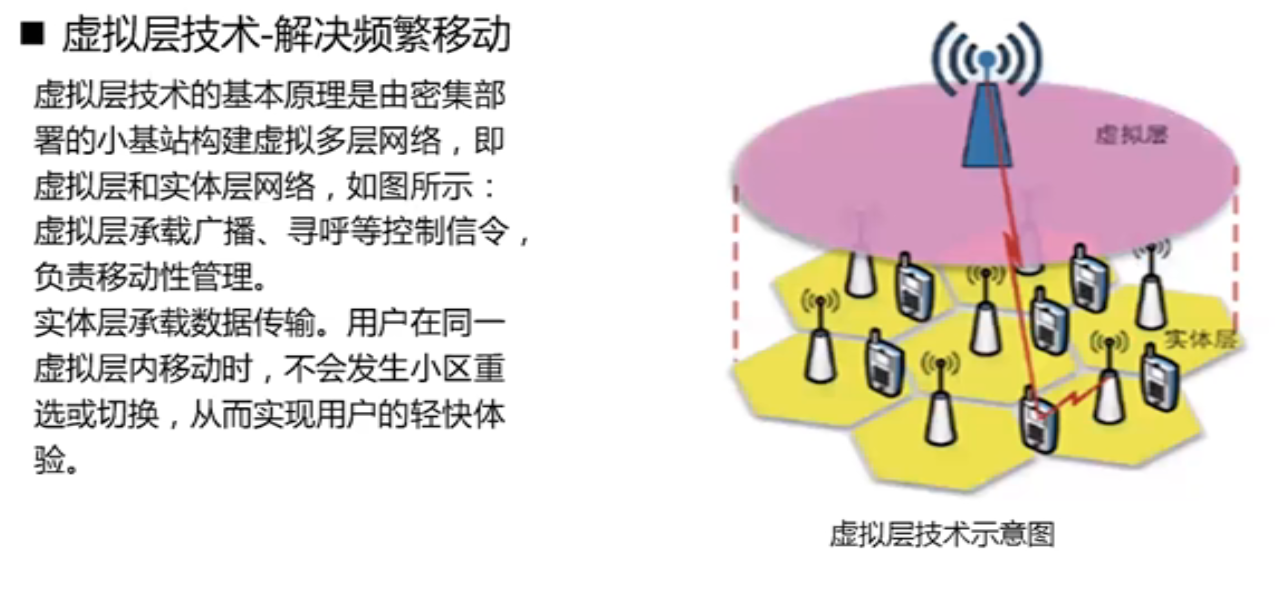 ■ 虚拟层技术-解决频繁移动
虚拟层技术的基本原理是由密集部
署的小基站构建虚拟多层网络，即
虚拟层和实体层网络，如图所示：
虚拟层承载广播、寻呼等控制信令，
负责移动性管理。
实体层承载数据传输。用户在同一
虚拟层内移动时，不会发生小区重
选或切换，从而实现用户的轻快体
验。
虚拟层
实体层
虚拟层技术示意图